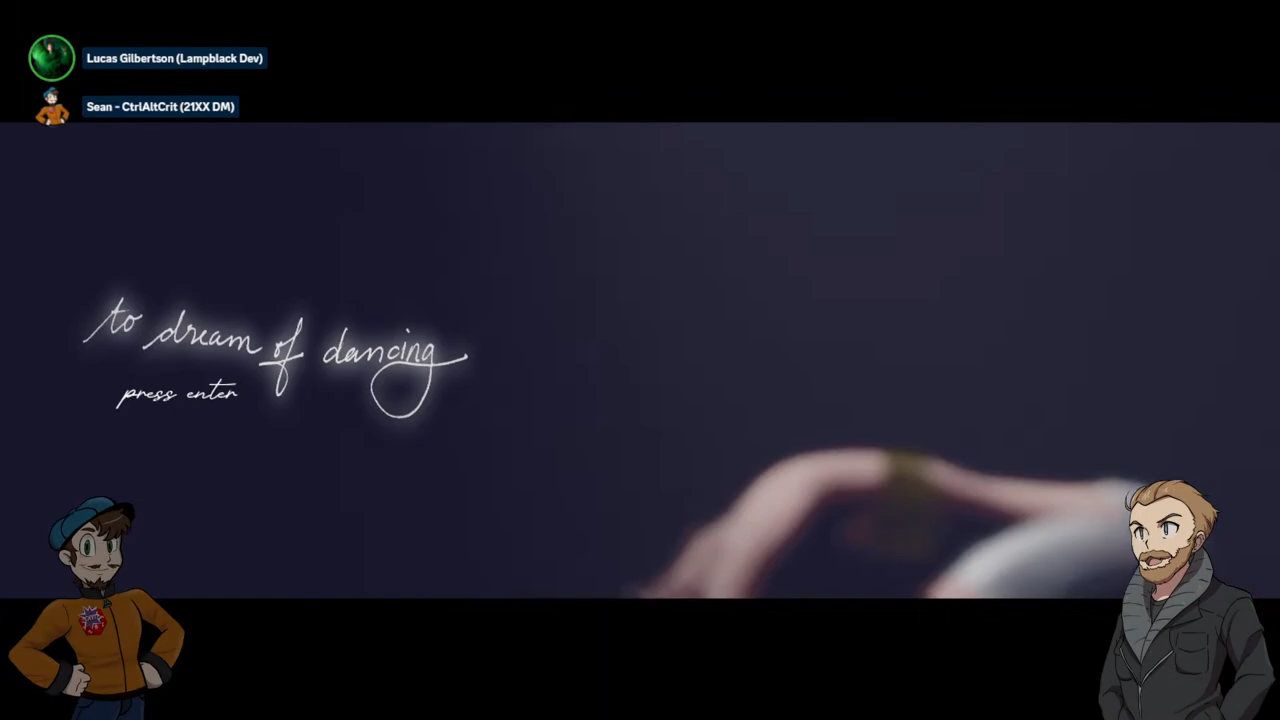 Lucas Gilbertson (Lampblack Dev)
Sean - CtrlAltCrit (21XX DM)
to dream of dancing
press enter